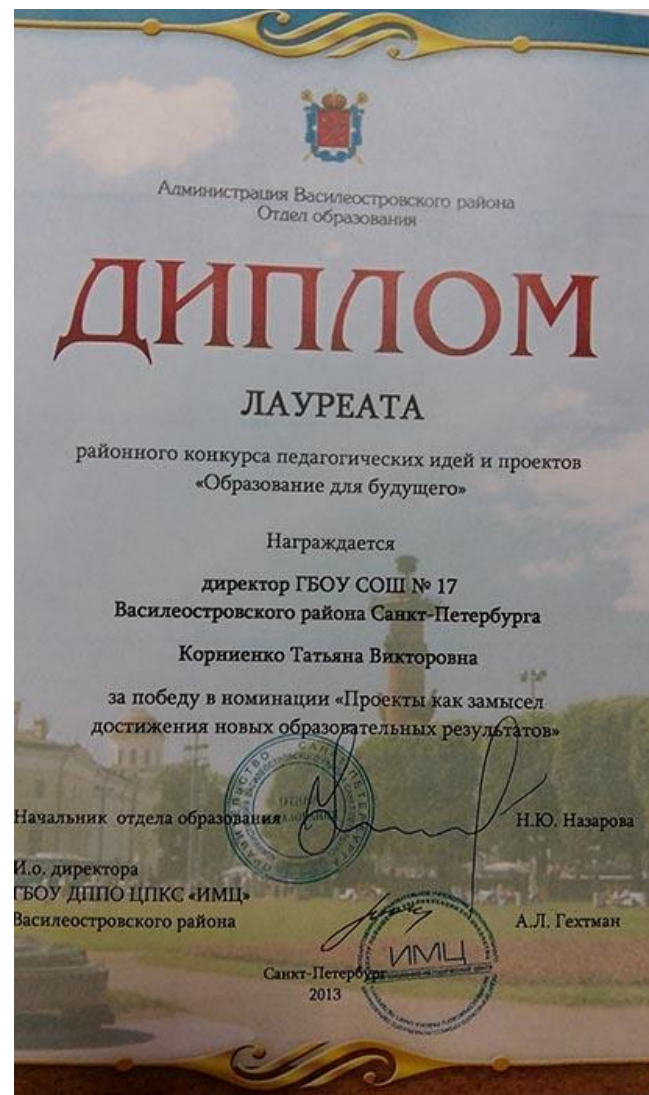 Администрация Василеостровского района
Отдел образования
ДИПЛОМ
ЛАУРЕАТА
районного конкурса педагогических идей и проектов
«Образование для будущего»
Награждается
директор ГБОУ СОШ № 17
Василеостровского района Санкт-Петербурга
Корниенко Татьяна Викторовна
за победу в номинации «Проекты как замысел
достижения новых образовательных результатов»
Начальник отдела образования Н.Ю. Назарова
И.о. директора
ГБОУ ДППО ЦПКС «ИМЦ»
Василеостровского района А.Л. Гехтман
ИМЦ
Санкт-Петербург
2013